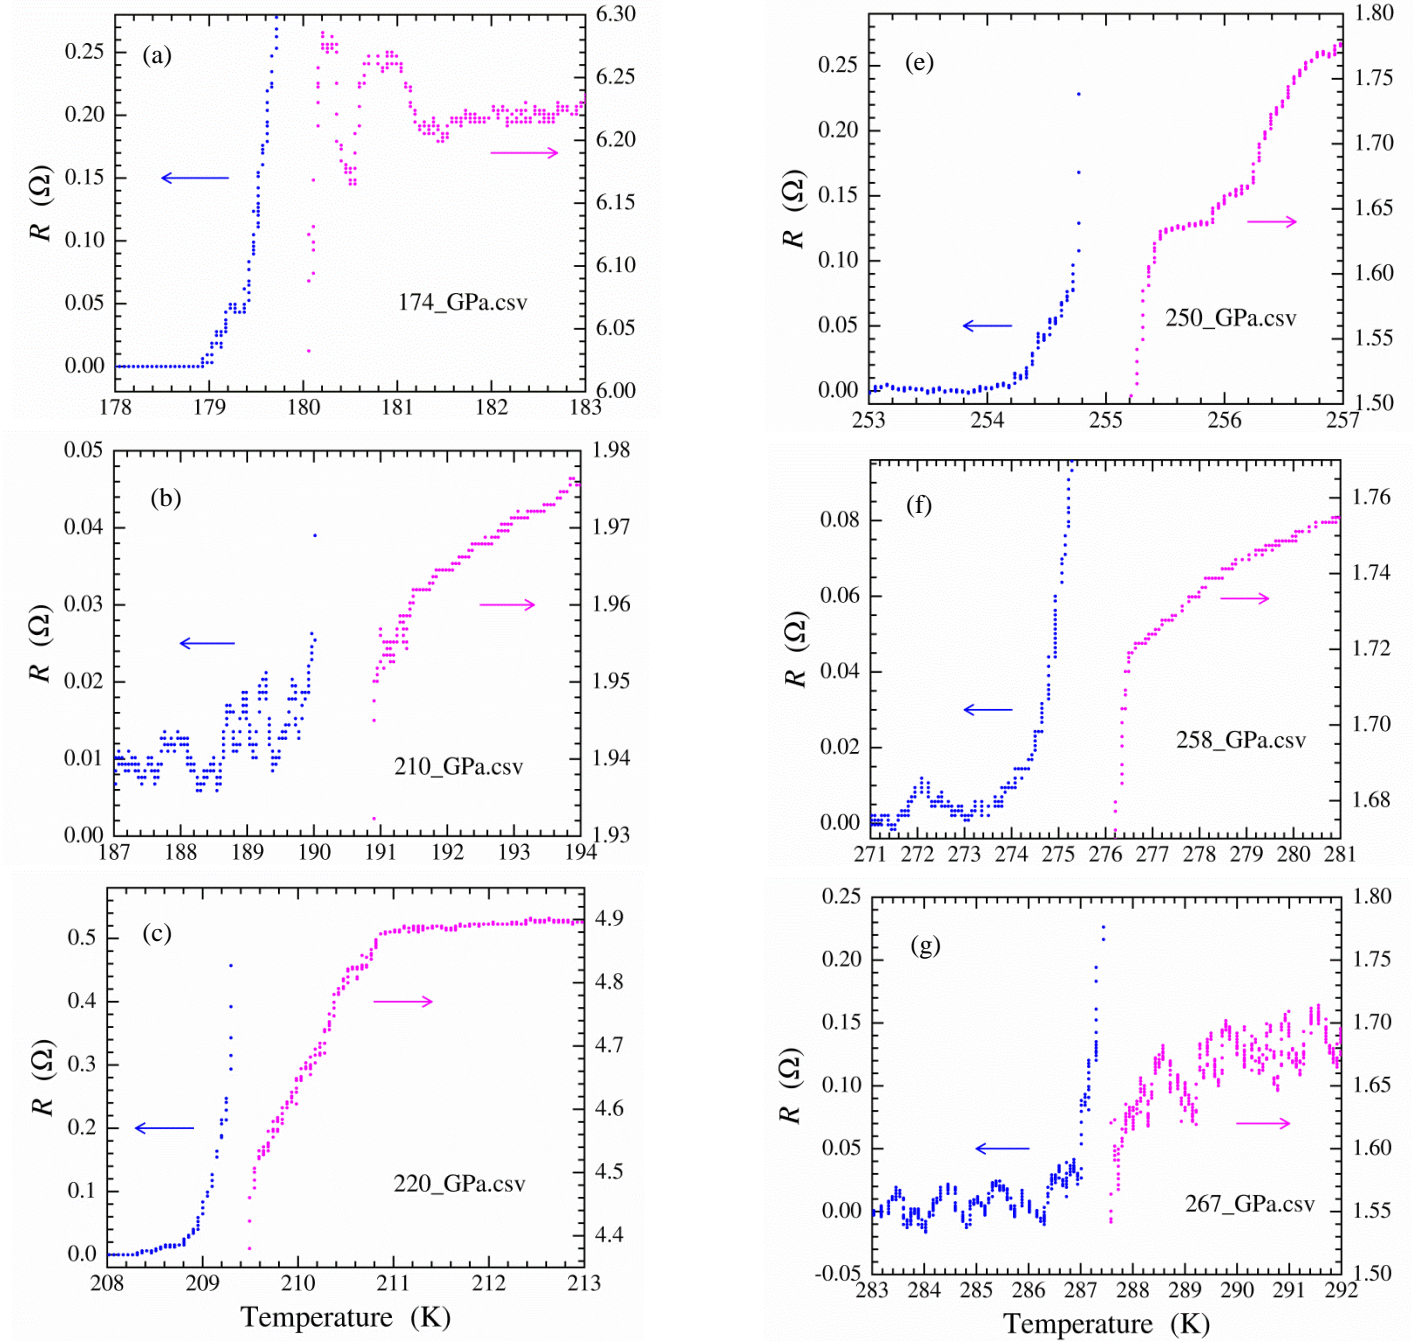 (a)
R (Ω)
0.25
0.20
0.15
0.10
0.05
0.00
6.30
6.25
6.20
6.15
6.10
6.05
6.00
174_GPa.csv
178 179 180 181 182 183
(b)
R (Ω)
0.05
0.04
0.03
0.02
0.01
0.00
1.98
1.97
1.96
1.95
1.94
1.93
210_GPa.csv
187 188 189 190 191 192 193 194
(c)
R (Ω)
0.5
0.4
0.3
0.2
0.1
0.0
4.9
4.8
4.7
4.6
4.5
4.4
220_GPa.csv
208 209 210 211 212 213
Temperature (K)
(e)
R (Ω)
0.25
0.20
0.15
0.10
0.05
0.00
1.80
1.75
1.70
1.65
1.60
1.55
1.50
250_GPa.csv
253 254 255 256 257
(f)
R (Ω)
0.08
0.06
0.04
0.02
0.00
1.76
1.74
1.72
1.70
1.68
258_GPa.csv
271 272 273 274 275 276 277 278 279 280 281
(g)
R (Ω)
0.25
0.20
0.15
0.10
0.05
0.00
-0.05
1.80
1.75
1.70
1.65
1.60
1.55
1.50
267_GPa.csv
283 284 285 286 287 288 289 290 291 292
Temperature (K)